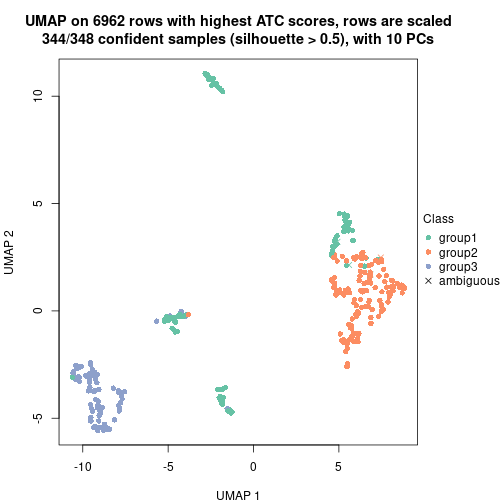 UMAP on 6962 rows with highest ATC scores, rows are scaled
344/348 confident samples (silhouette > 0.5), with 10 PCs
10
5
0
-5
UMAP 2
-10
-5
0
5
UMAP 1
Class
group1
group2
group3
ambiguous